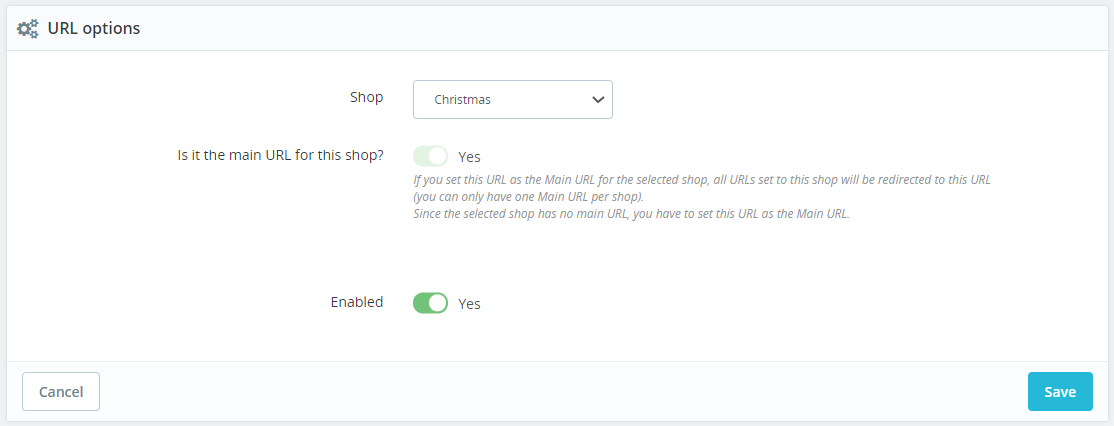 URL options
Shop
Christmas
Is it the main URL for this shop?
Yes
If you set this URL as the Main URL for the selected shop, all URLs set to this shop will be redirected to this URL
(you can only have one Main URL per shop).
Since the selected shop has no main URL, you have to set this URL as the Main URL.
Enabled
Yes
Cancel
Save